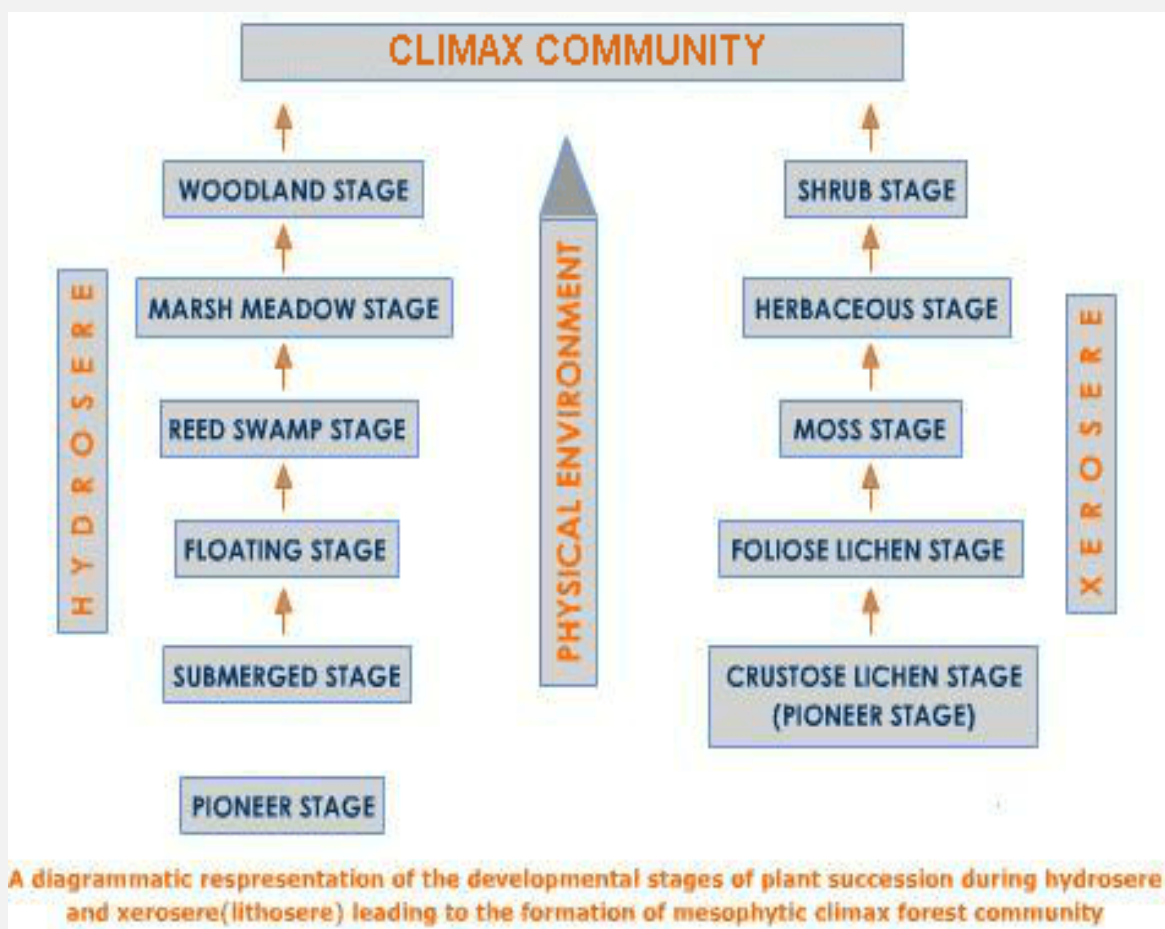 CLIMAX COMMUNITY
WOODLAND STAGE
MARSH MEADOW STAGE
REED SWAMP STAGE
FLOATING STAGE
SUBMERGED STAGE
PIONEER STAGE
HYDROSERE
PHYSICAL ENVIRONMENT
SHRUB STAGE
HERBACEOUS STAGE
MOSS STAGE
FOLIOSE LICHEN STAGE
CRUSTOSE LICHEN STAGE
(PIONEER STAGE)
XEROSERE
A diagrammatic respresentation of the developmental stages of plant succession during hydrosere
and xerosere(lithosere) leading to the formation of mesophytic climax forest community